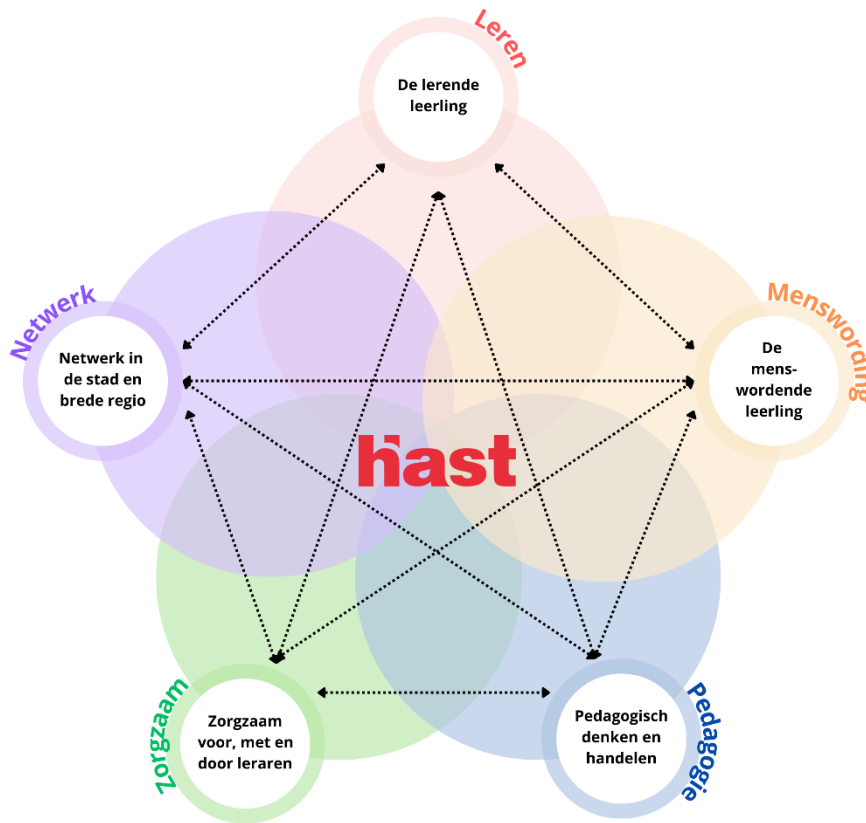 Leren
De lerende
leerling
Netwerk
Netwerk in
de stad en
brede regio
Menswording
De
mens-
wordende
leerling
hast
Zorgzaam
Zorgzaam
voor, met en
door leraren
Pedagogie
Pedagogisch
denken en
handelen